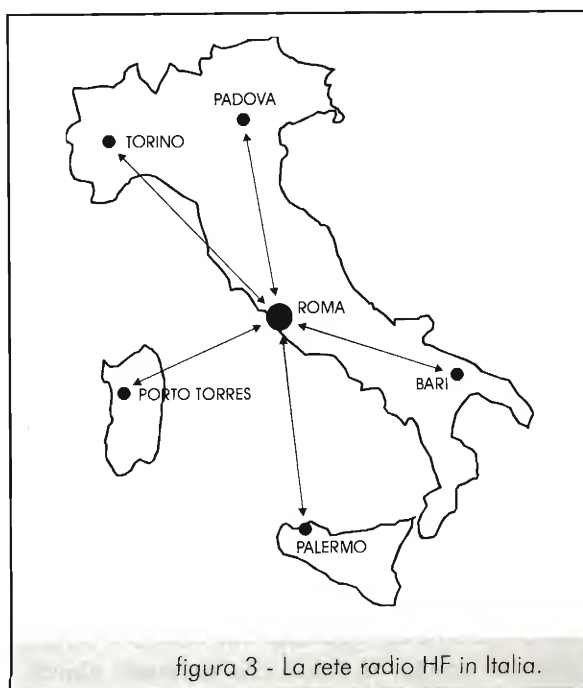 PADOVA
TORINO
ROMA
BARI
PORTO TORRES
PALERMO
figura 3 - La rete radio HF in Italia.